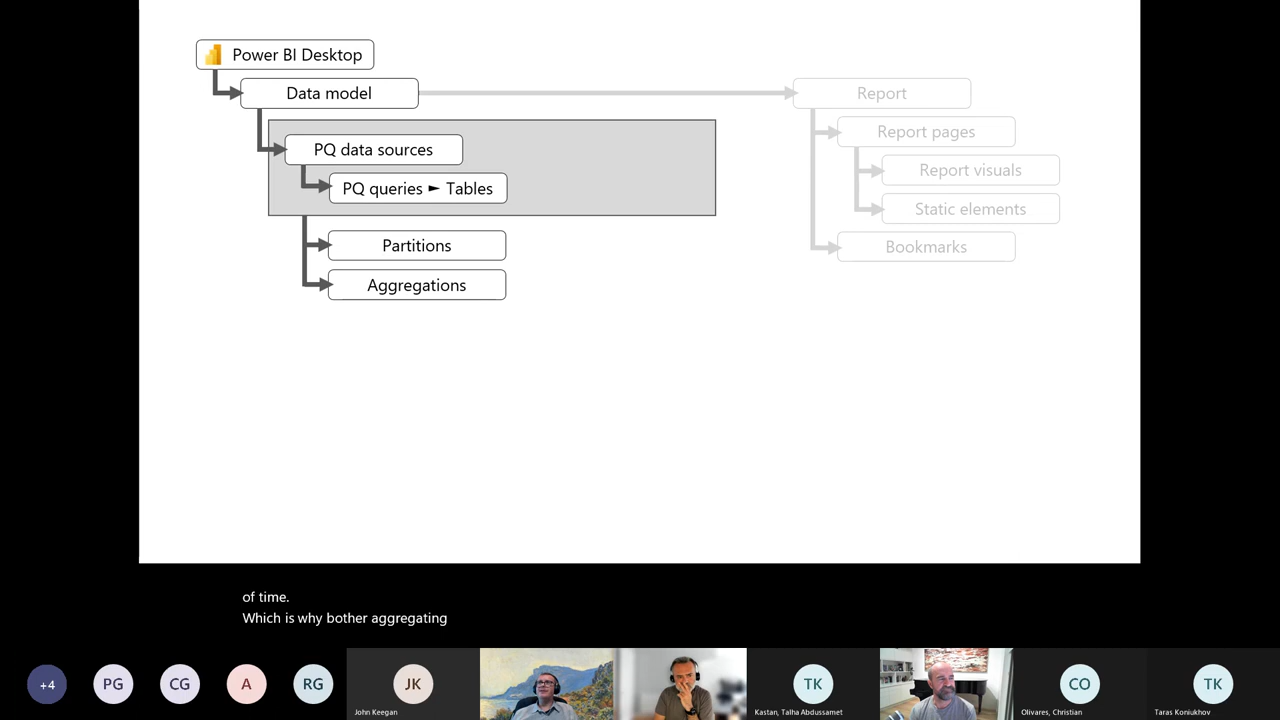 Power BI Desktop
Data model
Report
PQ data sources
Report pages
PQ queries ► Tables
Report visuals
Static elements
Partitions
Bookmarks
Aggregations
of time.
Which is why bother aggregating
+4
PG
CG
A
RG
JK
John Keegan
TK
Kastan, Talha Abdussamet
CO
Olivares, Christian
TK
Taras Koniukhov